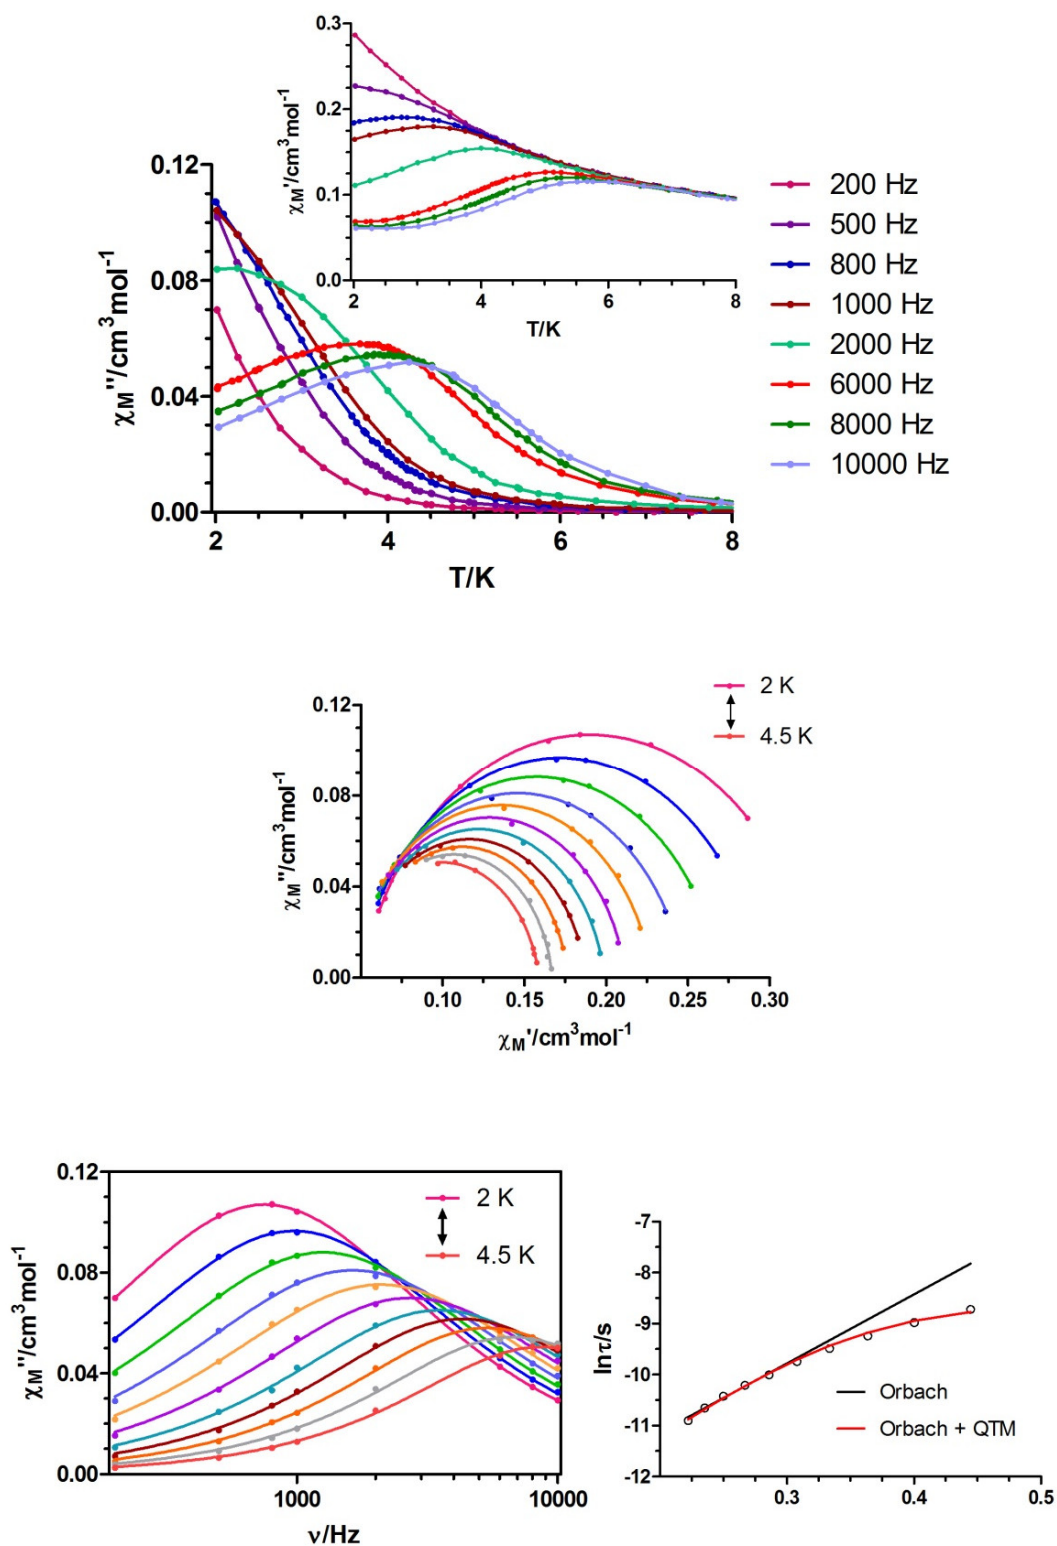 0.3
0.2
0.1
0.0
χM'/cm³mol⁻¹
2 4 6 8
T/K
0.12
0.08
0.04
0.00
χM''/cm³mol⁻¹
2 4 6 8
T/K
200 Hz
500 Hz
800 Hz
1000 Hz
2000 Hz
6000 Hz
8000 Hz
10000 Hz
2 K
4.5 K
0.12
0.08
0.04
0.00
χM''/cm³mol⁻¹
0.10 0.15 0.20 0.25 0.30
χM'/cm³mol⁻¹
0.12
0.08
0.04
0.00
χM''/cm³mol⁻¹
2 K
4.5 K
1000 10000
ν/Hz
-7
-8
-9
-10
-11
-12
lnτ/s
Orbach
Orbach + QTM
0.3 0.4 0.5